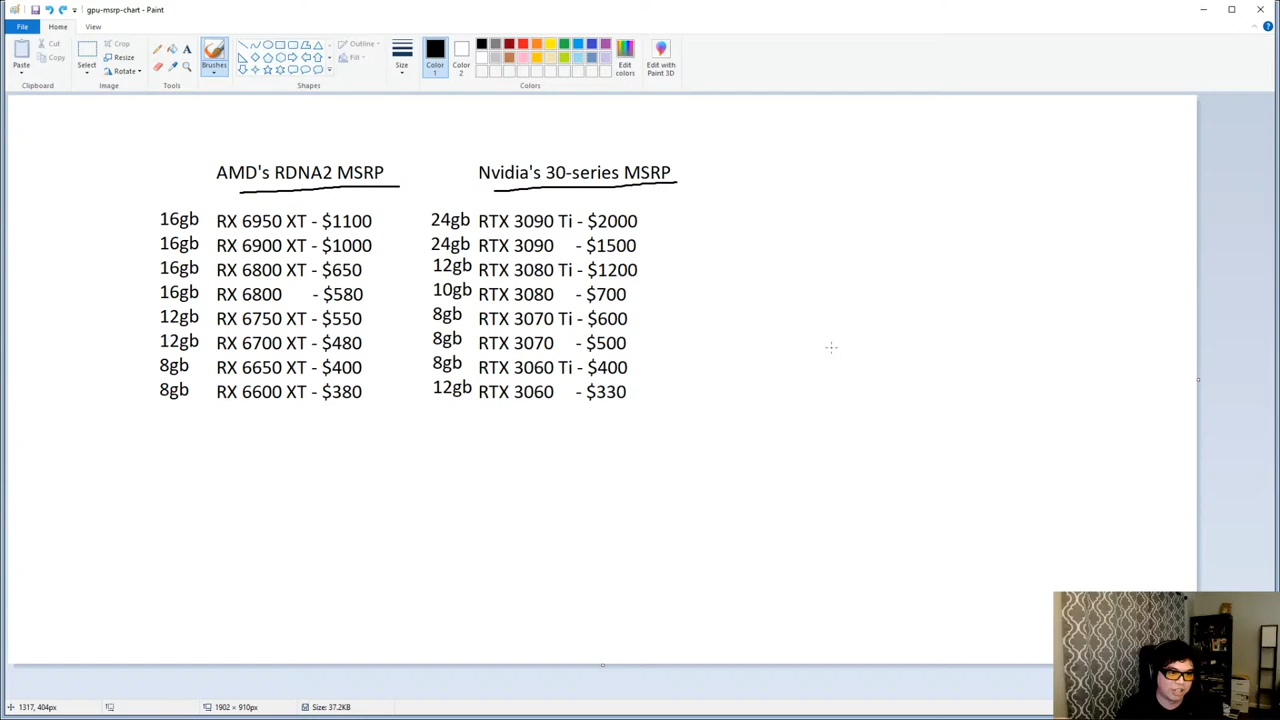 gpu-msrp-chart - Paint
File Home View
Paste
Cut
Copy
Clipboard
Select
Crop
Resize
Rotate
Image
Tools
Brushes
Shapes
Outline
Fill
Size
Color 1
Color 2
Colors
Edit colors
Edit with Paint 3D
AMD's RDNA2 MSRP
16gb RX 6950 XT - $1100
16gb RX 6900 XT - $1000
16gb RX 6800 XT - $650
16gb RX 6800 - $580
12gb RX 6750 XT - $550
12gb RX 6700 XT - $480
8gb RX 6650 XT - $400
8gb RX 6600 XT - $380
Nvidia's 30-series MSRP
24gb RTX 3090 Ti - $2000
24gb RTX 3090 - $1500
12gb RTX 3080 Ti - $1200
10gb RTX 3080 - $700
8gb RTX 3070 Ti - $600
8gb RTX 3070 - $500
8gb RTX 3060 Ti - $400
12gb RTX 3060 - $330
1317, 404px
1902 × 910px
Size: 37.2KB